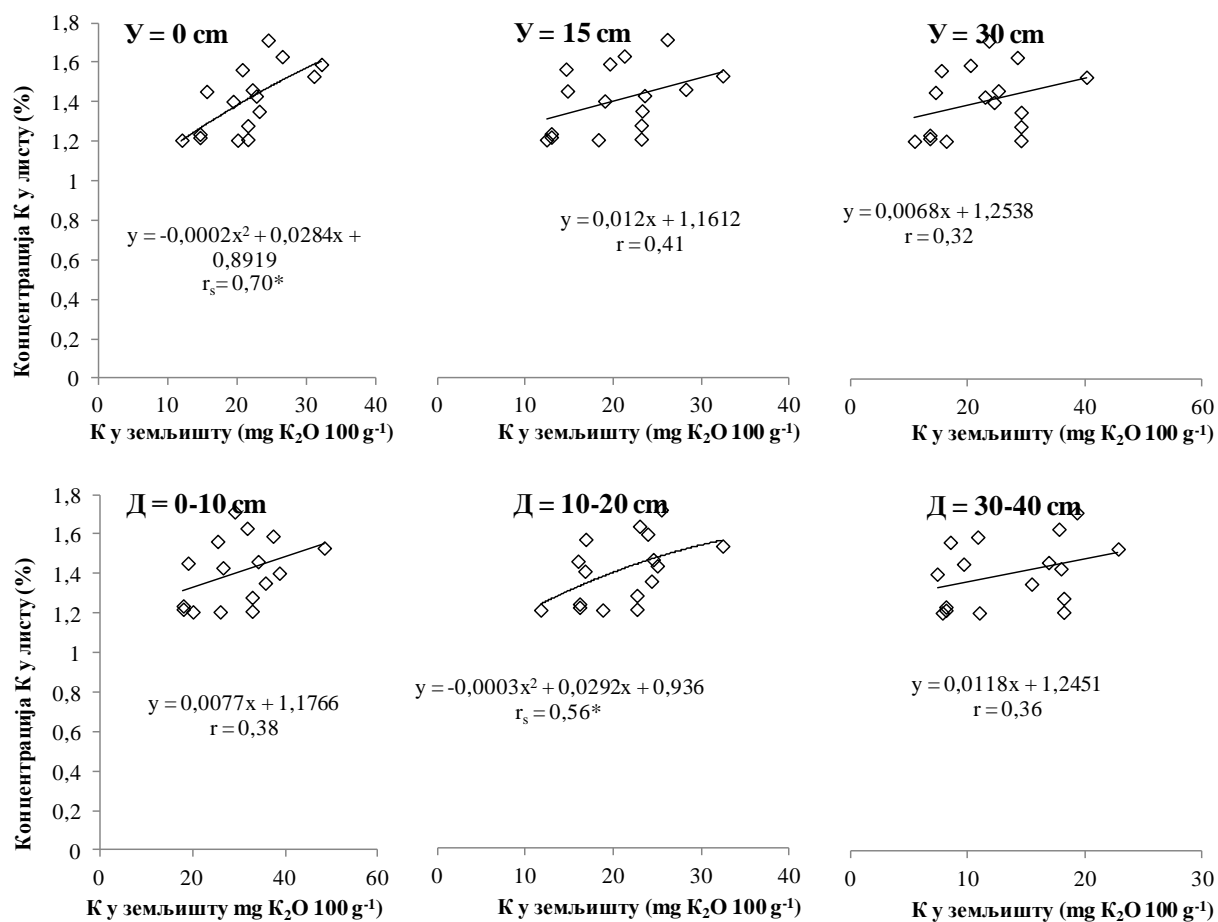 У = 0 cm
У = 15 cm
У = 30 cm
Концентрација К у листу (%)
1,8
1,6
1,4
1,2
1
0,8
0,6
0,4
0,2
0
y = -0,0002x² + 0,0284x +
0,8919
rₛ= 0,70*
y = 0,012x + 1,1612
r = 0,41
y = 0,0068x + 1,2538
r = 0,32
0 10 20 30 40
0 10 20 30 40
0 20 40 60
К у земљишту (mg K₂O 100 g⁻¹)
К у земљишту (mg K₂O 100 g⁻¹)
К у земљишту (mg K₂O 100 g⁻¹)
Д = 0-10 cm
Д = 10-20 cm
Д = 30-40 cm
Концентрација К у листу (%)
1,8
1,6
1,4
1,2
1
0,8
0,6
0,4
0,2
0
y = 0,0077x + 1,1766
r = 0,38
y = -0,0003x² + 0,0292x + 0,936
rₛ = 0,56*
y = 0,0118x + 1,2451
r = 0,36
0 20 40 60
0 10 20 30 40
0 10 20 30
К у земљишту mg K₂O 100 g⁻¹)
К у земљишту (mg K₂O 100 g⁻¹)
К у земљишту (mg K₂O 100 g⁻¹)